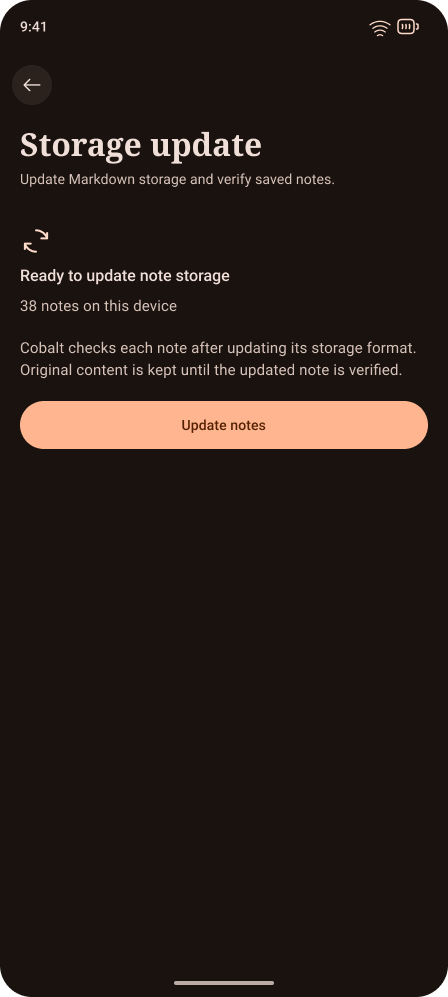 9:41
Storage update
Update Markdown storage and verify saved notes.
Ready to update note storage
38 notes on this device
Cobalt checks each note after updating its storage format.
Original content is kept until the updated note is verified.
Update notes